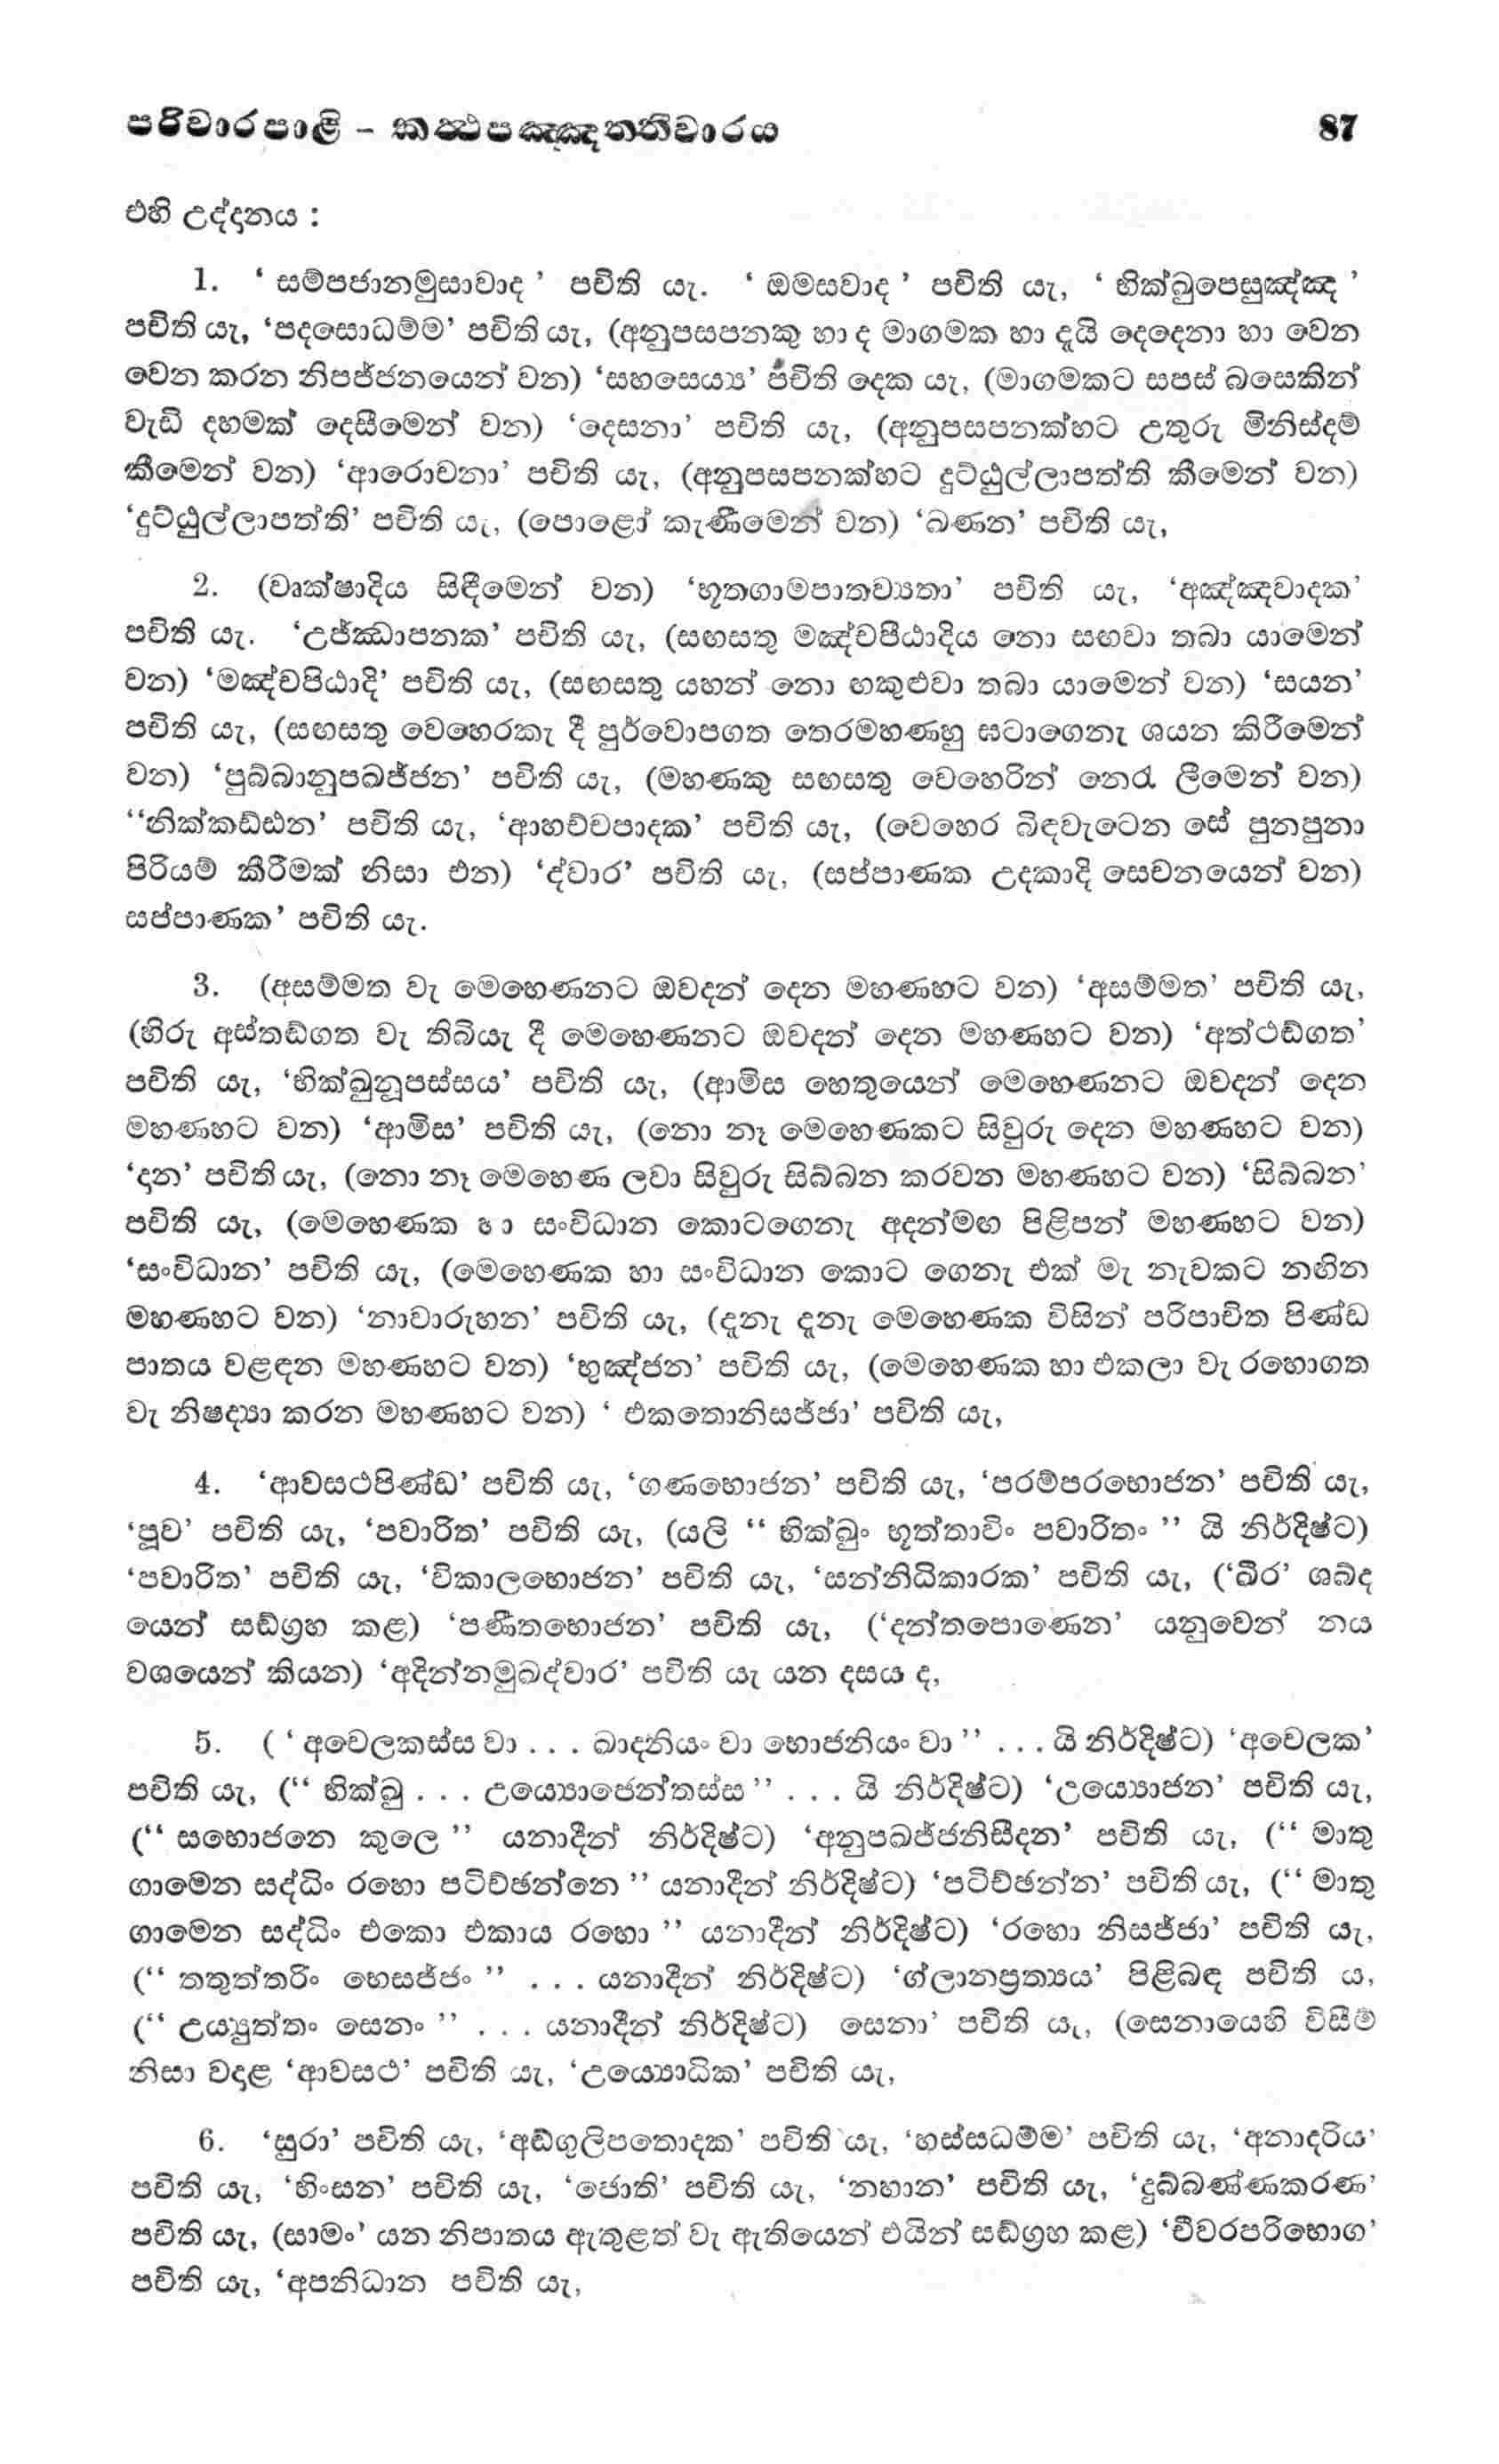 පරිවාරපාළි - කත්‍ථපඤ්ඤත්තිවාරය 87
එහි උද්දානය :
1. ‘ සම්පජානමුසාවාද ’ පචිති යැ. ‘ ඔමසවාද ’ පචිති යැ, ‘ භික්ඛුපෙසුඤ්ඤ ’
පචිති යැ, ‘පදසොධම්ම’ පචිති යැ, (අනුපසපනකු හා ද මාගමක හා දැයි දෙදෙනා හා වෙන
වෙන කරන නිපජ්ජනයෙන් වන) ‘සහසෙය්‍ය’ පචිති දෙක යැ, (මාගමකට සපස් බසෙකින්
වැඩි දහමක් දෙසීමෙන් වන) ‘දෙසනා’ පචිති යැ, (අනුපසපනක්හට උතුරු මිනිස්දම්
කීමෙන් වන) ‘ආරොචනා’ පචිති යැ, (අනුපසපනක්හට දුට්ඨුල්ලාපත්ති කීමෙන් වන)
‘දුට්ඨුල්ලාපත්ති’ පචිති යැ, (පොළෝ කැණීමෙන් වන) ‘ඛණන’ පචිති යැ,
2. (වෘක්ෂාදිය සිඳීමෙන් වන) ‘භූතගාමපාතව්‍යතා’ පචිති යැ, ‘අඤ්ඤවාදක’
පචිති යැ. ‘උජ්ඣාපනක’ පචිති යැ, (සඟසතු මඤ්චපීඨාදිය නො සඟවා තබා යාමෙන්
වන) ‘මඤ්චපිඨාදි’ පචිති යැ, (සඟසතු යහන් නො හකුළුවා තබා යාමෙන් වන) ‘සයන’
පචිති යැ, (සඟසතු වෙහෙරකැ දී පුර්වොපගත තෙරමහණහු ඝටාගෙනැ ශයන කිරීමෙන්
වන) ‘පුබ්බානුපඛජ්ජන’ පචිති යැ, (මහණකු සඟසතු වෙහෙරින් නෙරැ ලීමෙන් වන)
“නික්කඩ්ඪන’ පචිති යැ, ‘ආහච්චපාදක’ පචිති යැ, (වෙහෙර බිඳවැටෙන සේ පුනපුනා
පිරියම් කීරීමක් නිසා එන) ‘ද්වාර’ පචිති යැ, (සප්පාණක උදකාදි සෙචනයෙන් වන)
සප්පාණක’ පචිති යැ.
3. (අසම්මත වැ මෙහෙණනට ඔවදන් දෙන මහණහට වන) ‘අසම්මත’ පචිති යැ,
(හිරු අස්තඞ්ගත වැ තිබියැ දී මෙහෙණනට ඔවදන් දෙන මහණහට වන) ‘අත්ථඞ්ගත’
පචිති යැ, ‘භික්ඛුනූපස්සය’ පචිති යැ, (ආමිස හෙතුයෙන් මෙහෙණනට ඔවදන් දෙන
මහණහට වන) ‘ආමිස’ පචිති යැ, (නො නෑ මෙහෙණකට සිවුරු දෙන මහණහට වන)
‘දාන’ පචිති යැ, (නො නෑ මෙහෙණ ලවා සිවුරු සිබ්බන කරවන මහණහට වන) ‘සිබ්බන’
පචිති යැ, (මෙහෙණක හා සංවිධාන කොටගෙනැ අදන්මඟ පිළිපන් මහණහට වන)
‘සංවිධාන’ පචිති යැ, (මෙහෙණක හා සංවිධාන කොට ගෙනැ එක් මැ නැවකට නඟින
මහණහට වන) ‘නාවාරුහන’ පචිති යැ, (දැනැ දැනැ මෙහෙණක විසින් පරිපාචිත පිණ්ඩ
පාතය වළඳන මහණහට වන) ‘භුඤ්ජන’ පචිති යැ, (මෙහෙණක හා එකලා වැ රහොගත
වැ නිෂද්‍යා කරන මහණහට වන) ‘ එකතොනිසජ්ජා’ පචිති යැ,
4. ‘ආවසථපිණ්ඩ’ පචිති යැ, ‘ගණභොජන’ පචිති යැ, ‘පරම්පරභොජන’ පචිති යැ,
‘පූව’ පචිති යැ, ‘පවාරිත’ පචිති යැ, (යලි “ භික්ඛුං භූත්තාවිං පවාරිතං ” යි නිර්දිෂ්ට)
‘පවාරිත’ පචිති යැ, ‘විකාලභොජන’ පචිති යැ, ‘සන්නිධිකාරක’ පචිති යැ, (‘ඛීර’ ශබ්ද
යෙන් සඞ්ග්‍රහ කළ) ‘පණීතභොජන’ පචිති යැ, (‘දන්තපොණෙන’ යනුවෙන් නය
වශයෙන් කියන) ‘අදින්නමුඛද්වාර’ පචිති යැ යන දසය ද,
5. ( ‘ අචෙලකස්ස වා . . . ඛාදනියං වා භොජනියං වා ” . . . යි නිර්දිෂ්ට) ‘අචෙලක’
පචිති යැ, (“ භික්ඛු . . . උය්‍යොජෙන්තස්ස ” . . . යි නිර්දිෂ්ට) ‘උය්‍යොජන’ පචිති යැ,
(“ සභොජනෙ කුලෙ ” යනාදීන් නිර්දිෂ්ට) ‘අනුපඛජ්ජනිසීදන’ පචිති යැ, (“ මාතු
ගාමෙන සද්ධිං රහො පටිච්ඡන්නෙ ” යනාදීන් නිර්දිෂ්ට) ‘පටිච්ඡන්න’ පචිති යැ, (“ මාතු
ගාමෙන සද්ධිං එකො එකාය රහො ” යනාදීන් නිර්දිෂ්ට) ‘රහො නිසජ්ජා’ පචිති යැ,
(“ තතුත්තරිං භෙසජ්ජං ” . . . යනාදීන් නිර්දිෂ්ට) ‘ග්ලානප්‍රත්‍යය’ පිළිබඳ පචිති ය,
(“ උය්‍යුත්තං සෙනං ” . . . යනාදීන් නිර්දිෂ්ට) සෙනා’ පචිති යැ, (සෙනායෙහි විසීම්
නිසා වදාළ ‘ආවසථ’ පචිති යැ, ‘උය්‍යොධික’ පචිති යැ,
6. ‘සුරා’ පචිති යැ, ‘අඞ්ගුලිපතොදක’ පචිති යැ, ‘හස්සධම්ම’ පචිති යැ, ‘අනාදරිය’
පචිති යැ, ‘භිංසන’ පචිති යැ, ‘ජොති’ පචිති යැ, ‘නහාන’ පචිති යැ, ‘දුබ්බණ්ණකරණ’
පචිති යැ, (සාමං’ යන නිපාතය ඇතුළත් වැ ඇතියෙන් එයින් සඞ්ග්‍රහ කළ) ‘චීවරපරිභොග’
පචිති යැ, ‘අපනිධාන පචිති යැ,